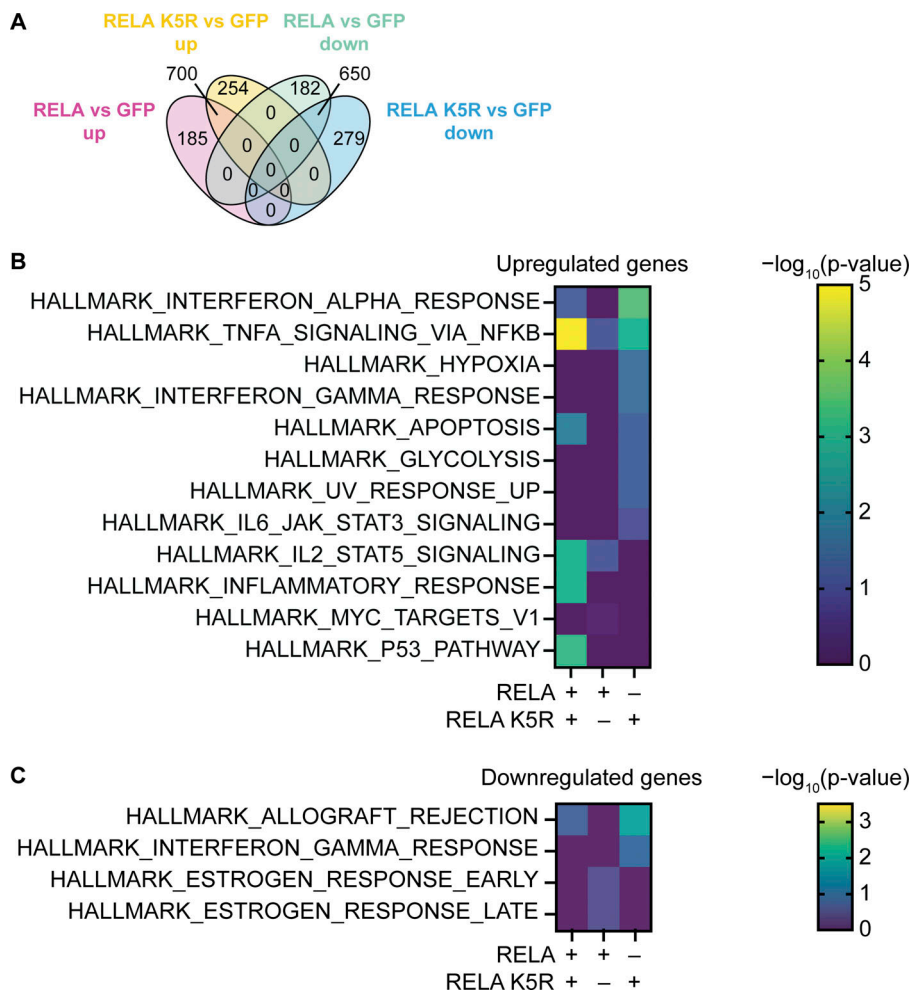 A
RELA K5R vs GFP
up
RELA vs GFP
down
700
650
RELA vs GFP
up
RELA K5R vs GFP
down
254
182
0
185
0
0
279
0
0
0
0
0
0
B
Upregulated genes
−log10(p-value)
HALLMARK_INTERFERON_ALPHA_RESPONSE
HALLMARK_TNFA_SIGNALING_VIA_NFKB
HALLMARK_HYPOXIA
HALLMARK_INTERFERON_GAMMA_RESPONSE
HALLMARK_APOPTOSIS
HALLMARK_GLYCOLYSIS
HALLMARK_UV_RESPONSE_UP
HALLMARK_IL6_JAK_STAT3_SIGNALING
HALLMARK_IL2_STAT5_SIGNALING
HALLMARK_INFLAMMATORY_RESPONSE
HALLMARK_MYC_TARGETS_V1
HALLMARK_P53_PATHWAY
5
4
3
2
1
0
RELA + + −
RELA K5R + − +
C
Downregulated genes
−log10(p-value)
HALLMARK_ALLOGRAFT_REJECTION
HALLMARK_INTERFERON_GAMMA_RESPONSE
HALLMARK_ESTROGEN_RESPONSE_EARLY
HALLMARK_ESTROGEN_RESPONSE_LATE
3
2
1
0
RELA + + −
RELA K5R + − +